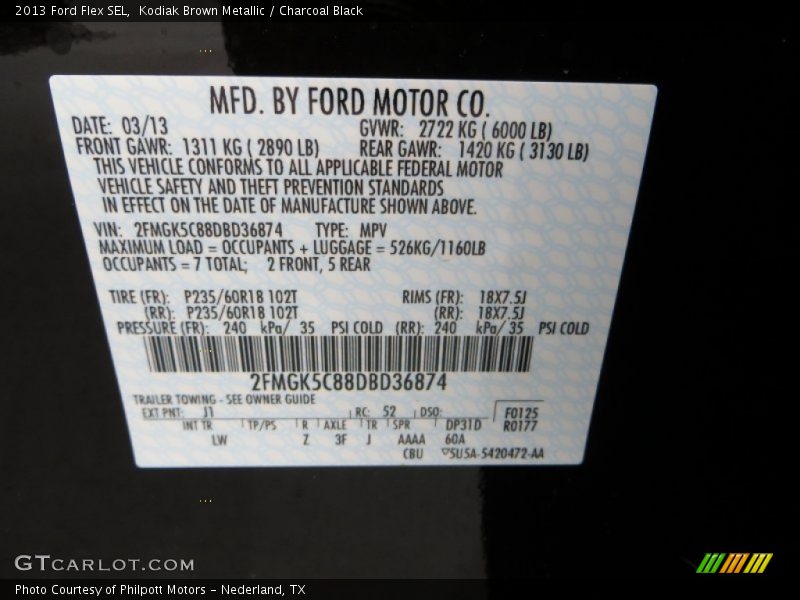 2013 Ford Flex SEL, Kodiak Brown Metallic / Charcoal Black
MFD. BY FORD MOTOR CO.
DATE: 03/13 GVWR: 2722 KG ( 6000 LB)
FRONT GAWR: 1311 KG ( 2890 LB) REAR GAWR: 1420 KG ( 3130 LB)
THIS VEHICLE CONFORMS TO ALL APPLICABLE FEDERAL MOTOR
VEHICLE SAFETY AND THEFT PREVENTION STANDARDS
IN EFFECT ON THE DATE OF MANUFACTURE SHOWN ABOVE.
VIN: 2FMGK5C88DBD36874 TYPE: MPV
MAXIMUM LOAD = OCCUPANTS + LUGGAGE = 526KG/1160LB
OCCUPANTS = 7 TOTAL; 2 FRONT, 5 REAR
TIRE (FR): P235/60R18 102T RIMS (FR): 18X7.5J
(RR): P235/60R18 102T (RR): 18X7.5J
PRESSURE (FR): 240 kPa/ 35 PSI COLD (RR): 240 kPa/ 35 PSI COLD
2FMGK5C88DBD36874
TRAILER TOWING - SEE OWNER GUIDE
EXT PNT: J1 RC: 52 DSO: F0125
INT TR TP/PS R AXLE TR SPR DP31D R0177
LW Z 3F J AAAA 60A
CBU 5U5A-5420472-AA
GTCARLOT.COM
Photo Courtesy of Philpott Motors - Nederland, TX